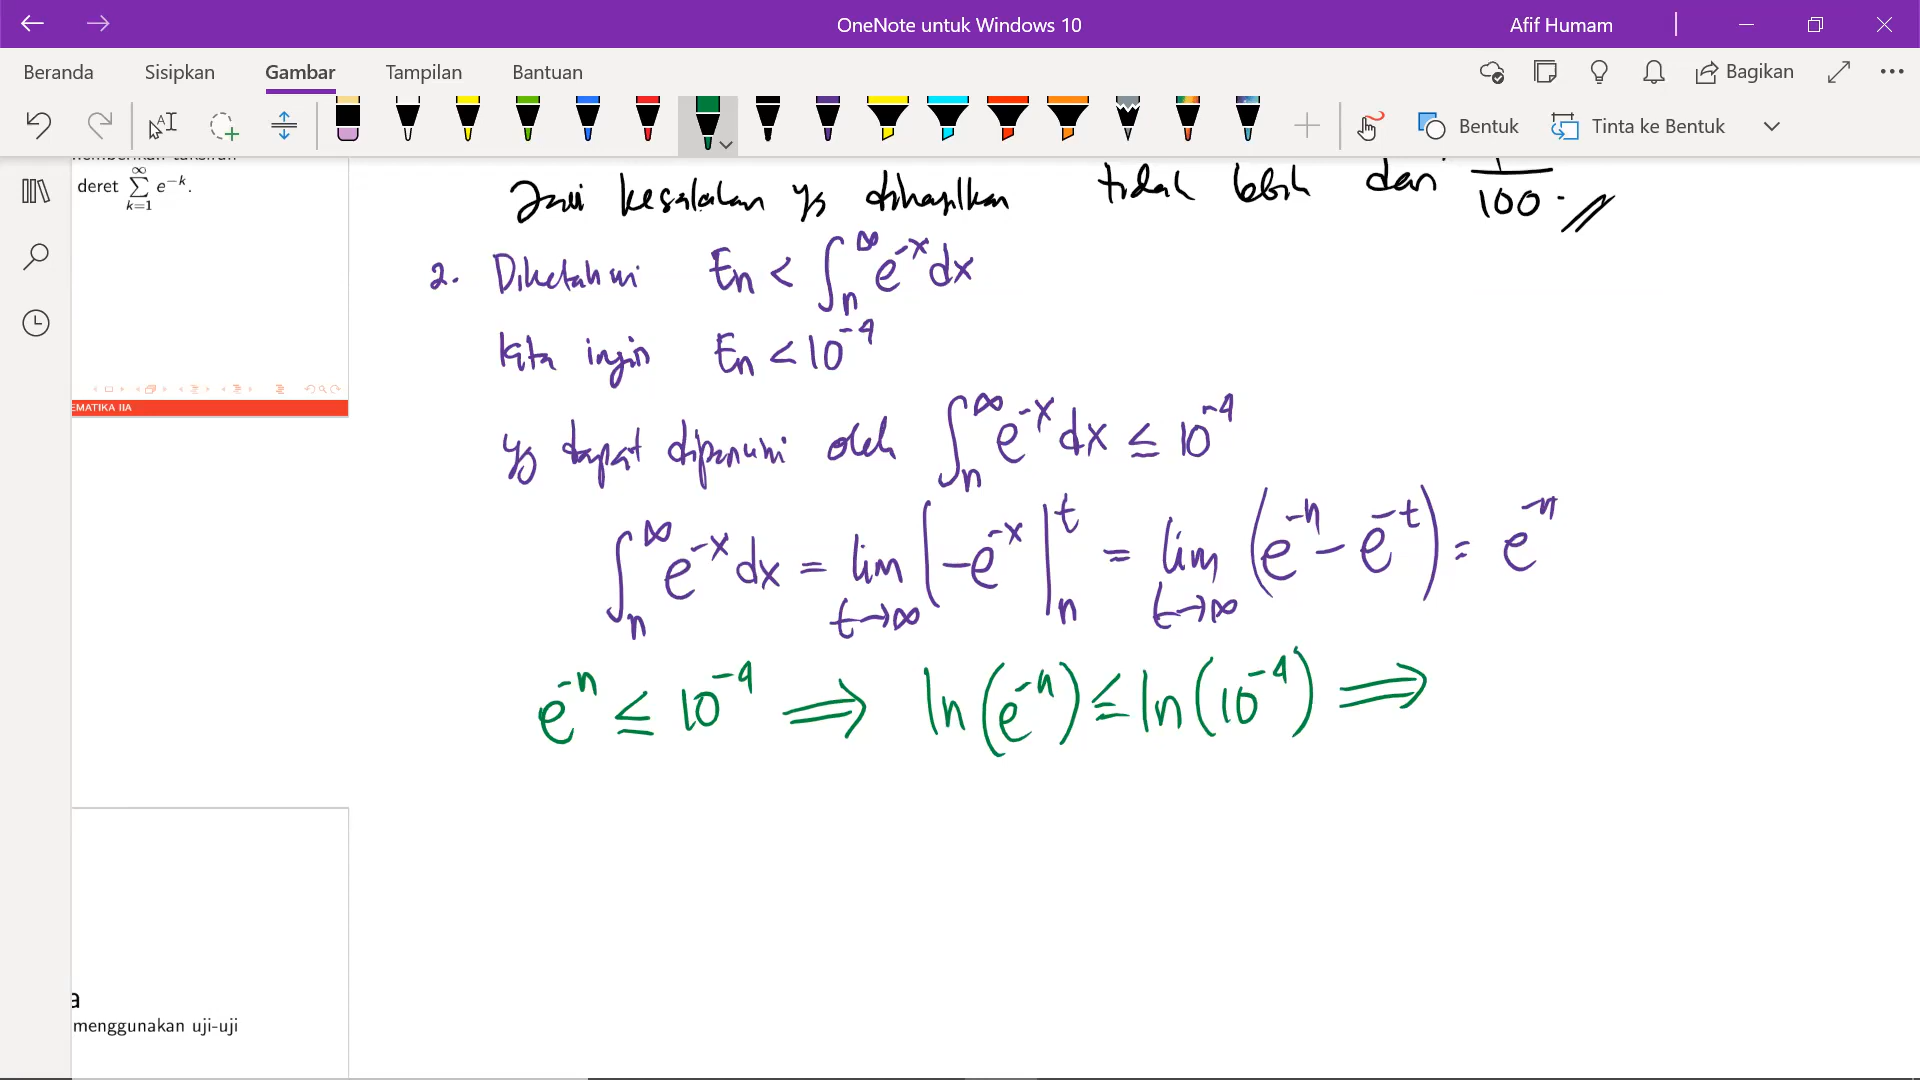 OneNote untuk Windows 10
Afif Humam
Beranda Sisipkan Gambar Tampilan Bantuan
Bagikan
Bentuk Tinta ke Bentuk
memberikan taksiran
deret ∑_{k=1}^{∞} e^{−k}.
EMATIKA IIA
Jadi kesalahan yg dihasilkan tidak lebih dari 1/100. //
2. Diketahui En < ∫_n^∞ e^{-x} dx
kita ingin En < 10^{-4}
yg dapat dipenuhi oleh ∫_n^∞ e^{-x} dx ≤ 10^{-4}
∫_n^∞ e^{-x} dx = lim_{t→∞} [-e^{-x}|_n^t = lim_{t→∞} (e^{-n} - e^{-t}) = e^{-n}
e^{-n} ≤ 10^{-4} ⟹ ln(e^{-n}) ≤ ln(10^{-4}) ⟹
a
menggunakan uji-uji